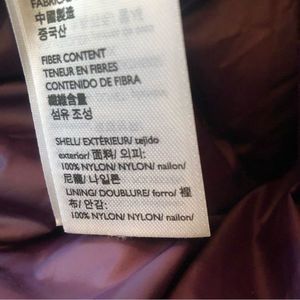 FABRIC
中國製造
중국산
FIBER CONTENT
TENEUR EN FIBRES
CONTENIDO DE FIBRA
纖維含量
섬유 조성
SHELL/ EXTÉRIEUR/ tejido
exterior/ 面料/ 외피:
100% NYLON/ NYLON/ nailon/
尼龍/ 나일론
LINING/ DOUBLURE/ forro/ 裡
布/ 안감:
100% NYLON/ NYLON/ nailon/